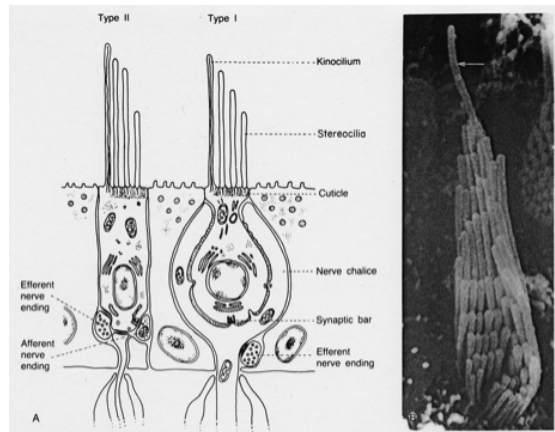 Type II
Type I
Kinocilium
Stereocilia
Cuticle
Nerve chalice
Synaptic bar
Efferent
nerve ending
Efferent
nerve
ending
Afferent
nerve
ending
A
B